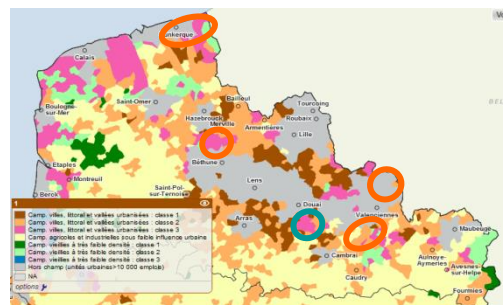 Dunkerque
Calais
Saint-Omer
Bailleul
Tourcoing
Boulogne-
sur-Mer
Hazebrouck
Merville
Armentières
Roubaix
Lille
Etaples
Montreuil
Béthune
Lens
Berck
Saint-Pol-
sur-Ternoise
Douai
Arras
Valenciennes
Maubeuge
Cambrai
Aulnoye-
Aymeries
Avesnes-
sur-Helpe
Caudry
Fourmies
1
Camp. villes, littoral et vallées urbanisées : classe 1
Camp. villes, littoral et vallées urbanisées : classe 2
Camp. villes, littoral et vallées urbanisées : classe 3
Camp. agricoles et industrielles sous faible influence urbaine
Camp. vieillies à très faible densité : classe 1
Camp. vieillies à très faible densité : classe 2
Camp. vieillies à très faible densité : classe 3
Hors champ (unités urbaines>10 000 emplois)
NA
options